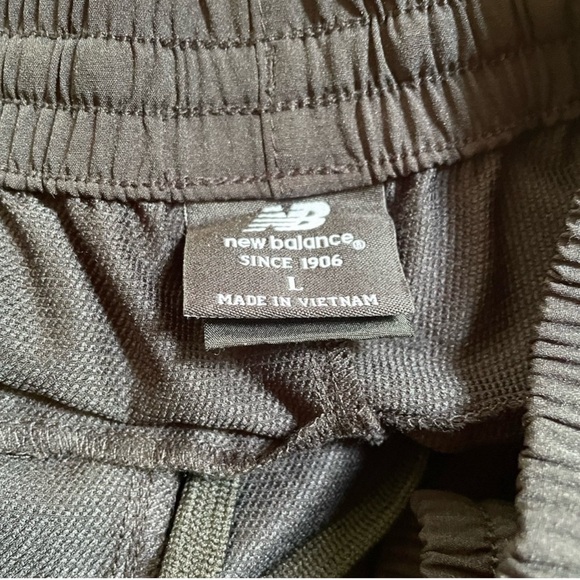 NB
new balance®
SINCE 1906
L
MADE IN VIETNAM